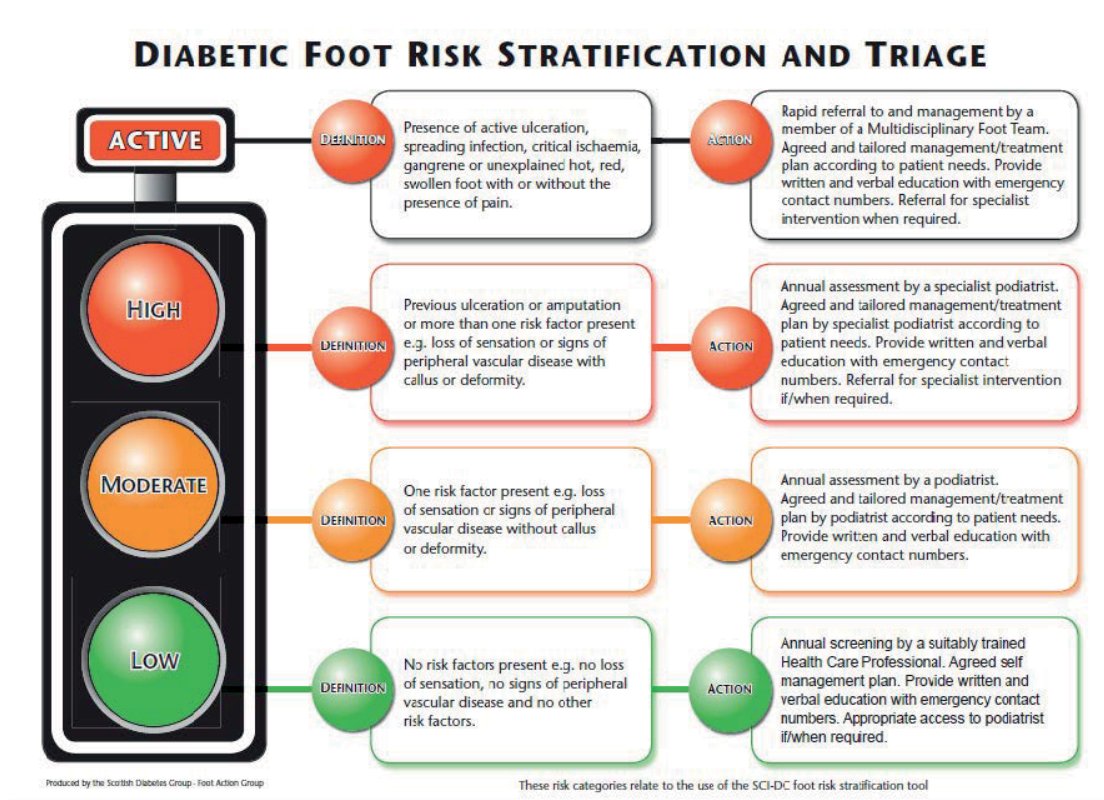 DIABETIC FOOT RISK STRATIFICATION AND TRIAGE
ACTIVE
DEFINITION
Presence of active ulceration,
spreading infection, critical ischaemia,
gangrene or unexplained hot, red,
swollen foot with or without the
presence of pain.
ACTION
Rapid referral to and management by a
member of a Multidisciplinary Foot Team.
Agreed and tailored management/treatment
plan according to patient needs. Provide
written and verbal education with emergency
contact numbers. Referral for specialist
intervention when required.
HIGH
DEFINITION
Previous ulceration or amputation
or more than one risk factor present
e.g. loss of sensation or signs of
peripheral vascular disease with
callus or deformity.
ACTION
Annual assessment by a specialist podiatrist.
Agreed and tailored management/treatment
plan by specialist podiatrist according to
patient needs. Provide written and verbal
education with emergency contact
numbers. Referral for specialist intervention
if/when required.
MODERATE
DEFINITION
One risk factor present e.g. loss
of sensation or signs of peripheral
vascular disease without callus
or deformity.
ACTION
Annual assessment by a podiatrist.
Agreed and tailored management/treatment
plan by podiatrist according to patient needs.
Provide written and verbal education with
emergency contact numbers.
LOW
DEFINITION
No risk factors present e.g. no loss
of sensation, no signs of peripheral
vascular disease and no other
risk factors.
ACTION
Annual screening by a suitably trained
Health Care Professional. Agreed self
management plan. Provide written and
verbal education with emergency contact
numbers. Appropriate access to podiatrist
if/when required.
Produced by the Scottish Diabetes Group - Foot Action Group
These risk categories relate to the use of the SCI-DC foot risk stratification tool